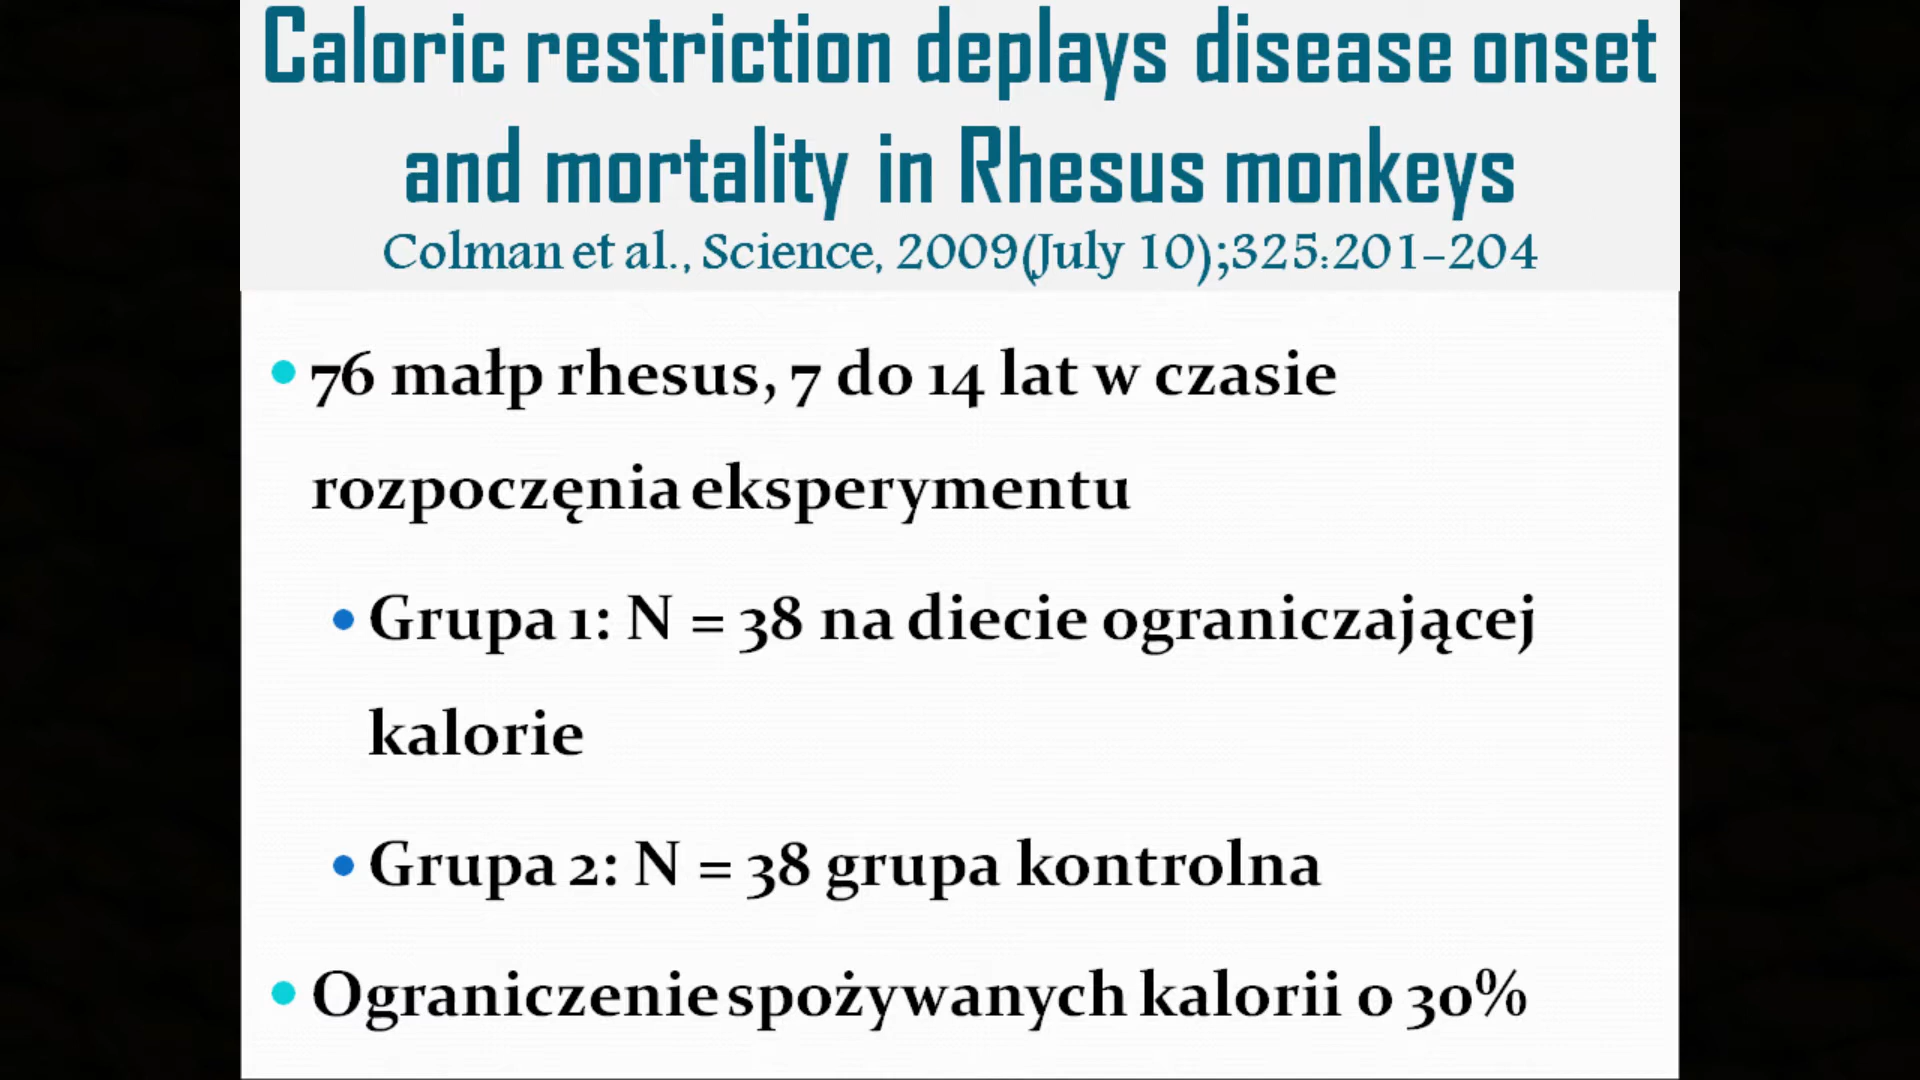 Caloric restriction deplays disease onset
and mortality in Rhesus monkeys
Colman et al., Science, 2009(July 10);325:201–204
• 76 małp rhesus, 7 do 14 lat w czasie
rozpoczęnia eksperymentu
• Grupa 1: N = 38 na diecie ograniczającej
kalorie
• Grupa 2: N = 38 grupa kontrolna
• Ograniczenie spożywanych kalorii o 30%